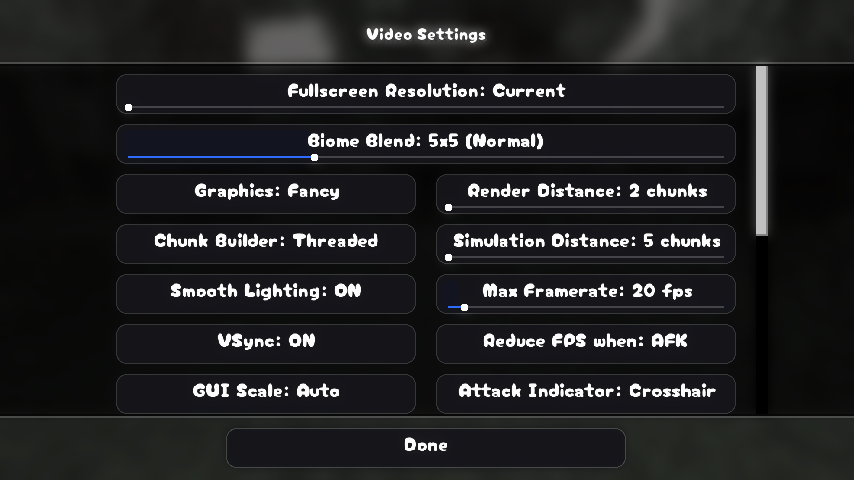 Video Settings
Fullscreen Resolution: Current
Biome Blend: 5x5 (Normal)
Graphics: Fancy
Render Distance: 2 chunks
Chunk Builder: Threaded
Simulation Distance: 5 chunks
Smooth Lighting: ON
Max Framerate: 20 fps
VSync: ON
Reduce FPS when: AFK
GUI Scale: Auto
Attack Indicator: Crosshair
Done